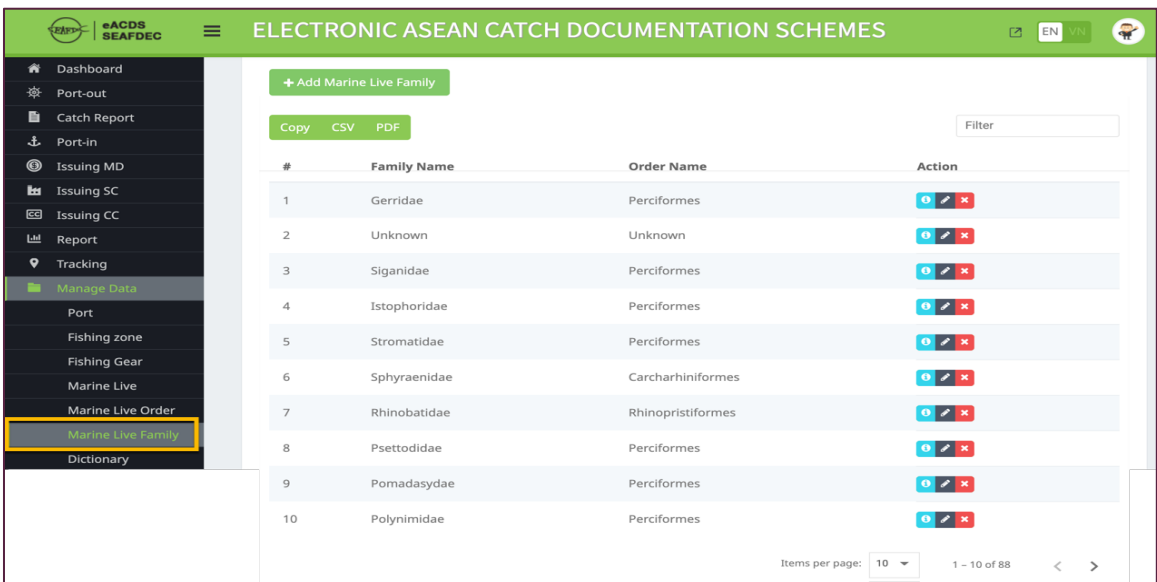 eACDS
SEAFDEC
ELECTRONIC ASEAN CATCH DOCUMENTATION SCHEMES
EN VN
Dashboard
Port-out
Catch Report
Port-in
Issuing MD
Issuing SC
Issuing CC
Report
Tracking
Manage Data
Port
Fishing zone
Fishing Gear
Marine Live
Marine Live Order
Marine Live Family
Dictionary
+ Add Marine Live Family
Copy CSV PDF
Filter
# Family Name Order Name Action
1 Gerridae Perciformes
2 Unknown Unknown
3 Siganidae Perciformes
4 Istophoridae Perciformes
5 Stromatidae Perciformes
6 Sphyraenidae Carcharhiniformes
7 Rhinobatidae Rhinopristiformes
8 Psettodidae Perciformes
9 Pomadasydae Perciformes
10 Polynimidae Perciformes
Items per page: 10 1 – 10 of 88